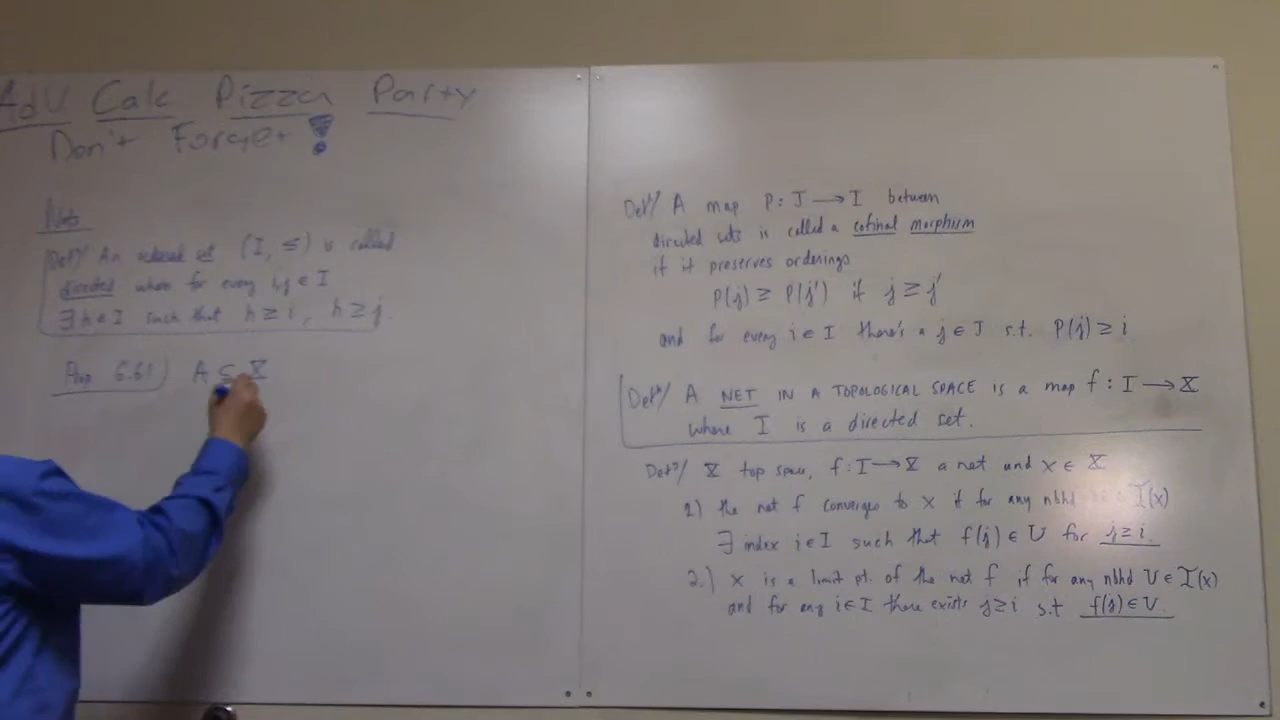 Adv Calc Pizza Party
Don't Forget!
Nets
Defⁿ/ An ordered set (I, ≤) is called
directed when for every i,j ∈ I
∃ h ∈ I such that h ≥ i, h ≥ j.
Prop 6.61) A ⊆ X
Defⁿ/ A map P: J → I between
directed sets is called a cofinal morphism
if it preserves orderings
P(j) ≥ P(j') if j ≥ j'
and for every i ∈ I there's a j ∈ J s.t. P(j) ≥ i
Defⁿ/ A NET IN A TOPOLOGICAL SPACE is a map f: I → X
where I is a directed set.
Defⁿ/ X top space, f: I → X a net and x ∈ X
1) the net f converges to x if for any nbhd I(x)
∃ index i ∈ I such that f(j) ∈ U for j ≥ i.
2.) x is a limit pt. of the net f if for any nbhd U ∈ I(x)
and for any i ∈ I there exists j ≥ i s.t f(j) ∈ U.